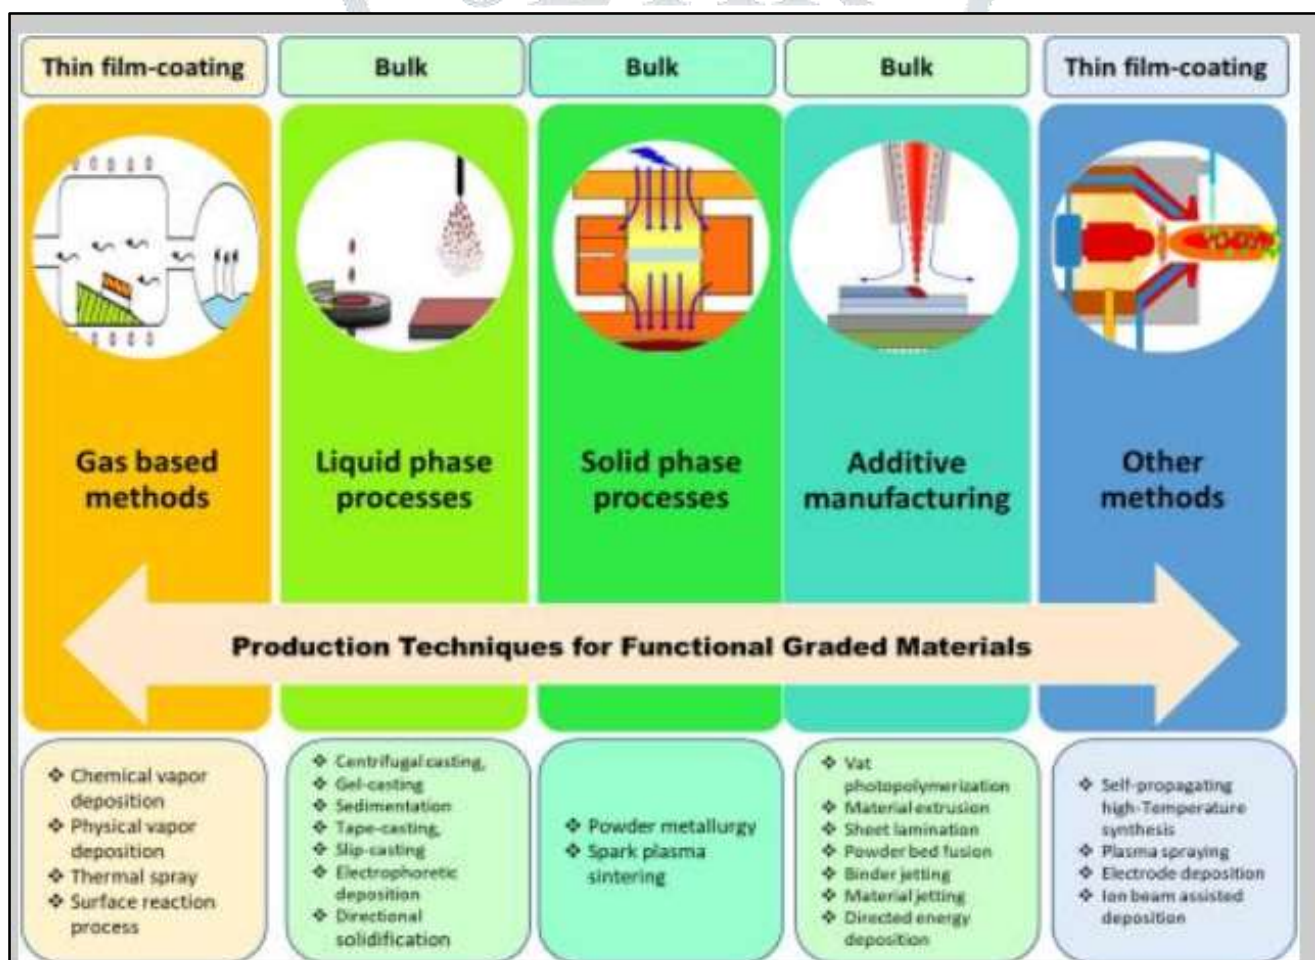 Thin film-coating
Bulk
Bulk
Bulk
Thin film-coating
Gas based
methods
Liquid phase
processes
Solid phase
processes
Additive
manufacturing
Other
methods
Production Techniques for Functional Graded Materials
❖ Chemical vapor
deposition
❖ Physical vapor
deposition
❖ Thermal spray
❖ Surface reaction
process
❖ Centrifugal casting,
❖ Gel-casting
❖ Sedimentation
❖ Tape-casting,
❖ Slip-casting
❖ Electrophoretic
deposition
❖ Directional
solidification
❖ Powder metallurgy
❖ Spark plasma
sintering
❖ Vat
photopolymerization
❖ Material extrusion
❖ Sheet lamination
❖ Powder bed fusion
❖ Binder jetting
❖ Material jetting
❖ Directed energy
deposition
❖ Self-propagating
high-Temperature
synthesis
❖ Plasma spraying
❖ Electrode deposition
❖ Ion beam assisted
deposition